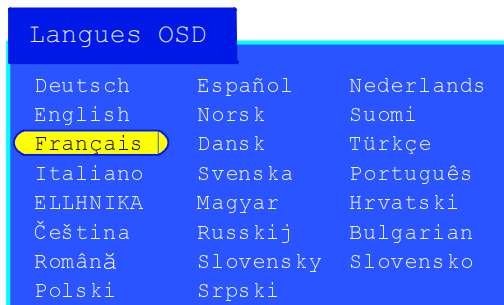 Langues OSD
Deutsch Español Nederlands
English Norsk Suomi
Français Dansk Türkçe
Italiano Svenska Português
ELLHNIKA Magyar Hrvatski
Čeština Russkij Bulgarian
Română Slovensky Slovensko
Polski Srpski